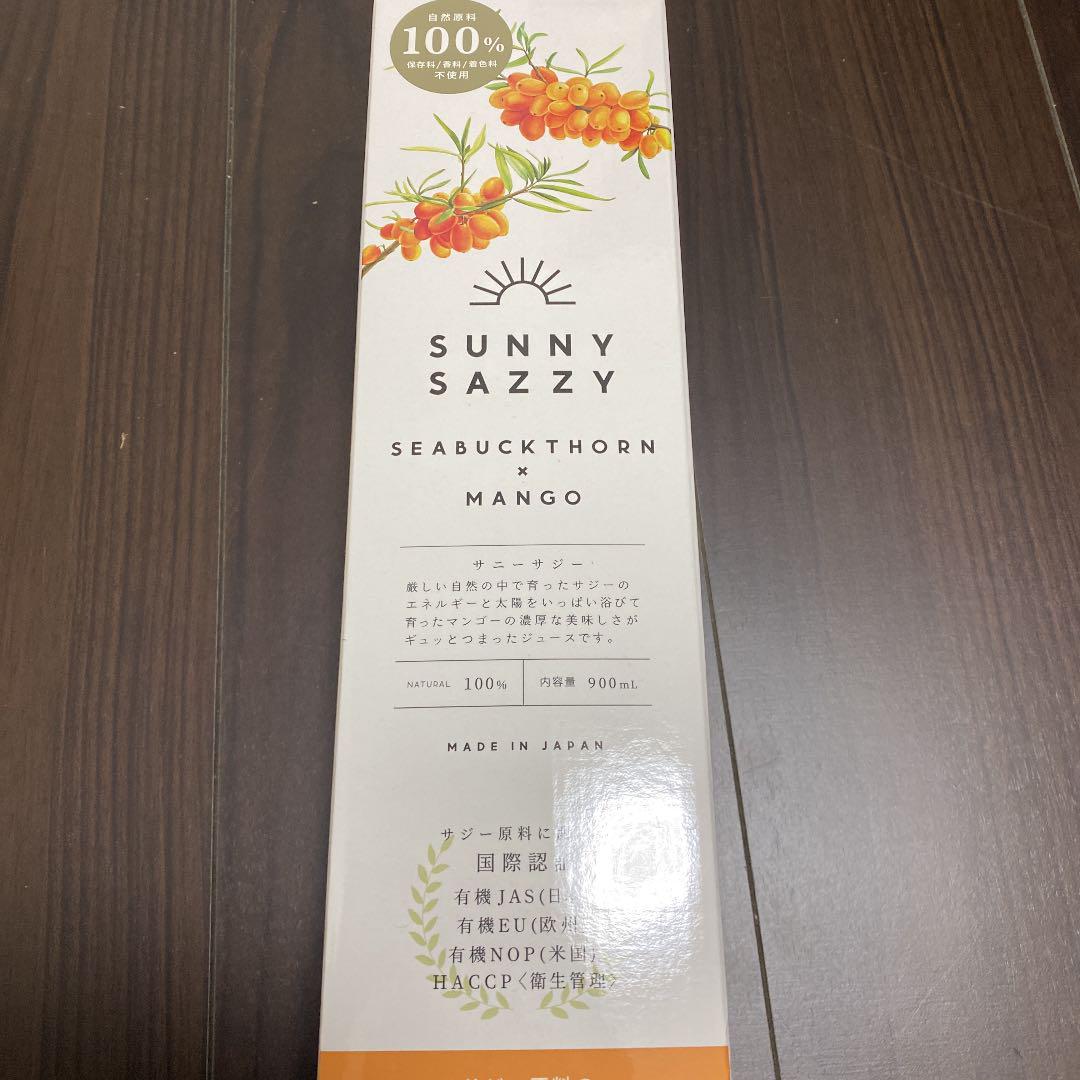 自然原料
100%
保存料/香料/着色料
不使用
SUNNY
SAZZY
SEABUCKTHORN
×
MANGO
サニーサジー
厳しい自然の中で育ったサジーの
エネルギーと太陽をいっぱい浴びて
育ったマンゴーの濃厚な美味しさが
ギュッとつまったジュースです。
NATURAL 100%
内容量 900mL
MADE IN JAPAN
サジー原料に
国際認
有機JAS(日
有機EU(欧州
有機NOP(米国)
HACCP〈衛生管理〉